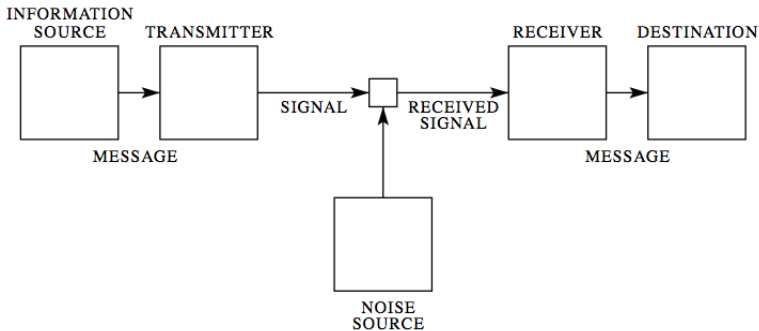 INFORMATION
SOURCE
TRANSMITTER
RECEIVER
DESTINATION
SIGNAL
RECEIVED
SIGNAL
MESSAGE
MESSAGE
NOISE
SOURCE